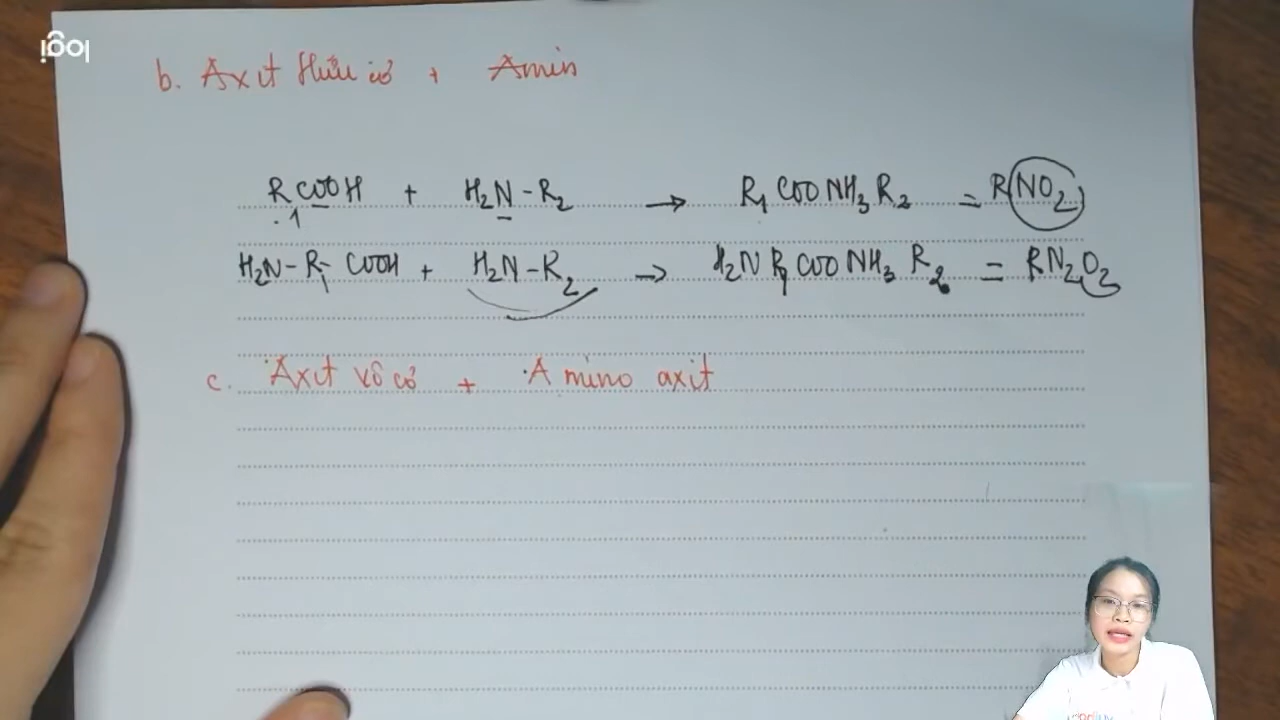 logi
b. Axit Hữu cơ + Amin
R₁COOH + H₂N-R₂ → R₁COONH₃R₂ = RNO₂
H₂N-R₁-COOH + H₂N-R₂ → H₂NR₁COONH₃R₂ = RN₂O₂
c. Axit vô cơ + Amino axit